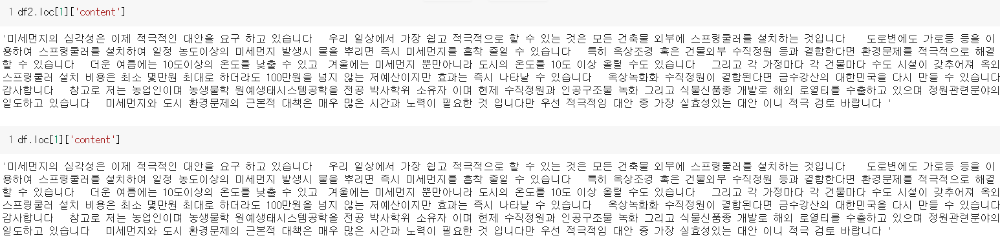 1 df2.loc[1]['content']
'미세먼지의 심각성은 이제 적극적인 대안을 요구 하고 있습니다   우리 일상에서 가장 쉽고 적극적으로 할 수 있는 것은 모든 건축물 외부에 스프링쿨러를 설치하는 것입니다    도로변에도 가로등 등을 이
용하여 스프링쿨러를 설치하여 일정 농도이상의 미세먼지 발생시 물을 뿌리면 즉시 미세먼지를 흡착 줄일 수 있습니다   특히 옥상조경 혹은 건물외부 수직정원 등과 결합한다면 환경문제를 적극적으로 해결
할 수 있습니다   더운 여름에는 10도이상의 온도를 낮출 수 있고  겨울에는 미세먼지 뿐만아니라 도시의 온도를 10도 이상 올릴 수도 있습니다   그리고 각 가정마다 각 건물마다 수도 시설이 갖추어져 옥외
스프링쿨러 설치 비용은 최소 몇만원 최대로 하더라도 100만원을 넘지 않는 저예산이지만 효과는 즉시 나타날 수 있습니다   옥상녹화와 수직정원이 결합된다면 금수강산의 대한민국을 다시 만들 수 있습니다
감사합니다   참고로 저는 농업인이며 농생물학 원예생태시스템공학을 전공 박사학위 소유자 이며 현제 수직정원과 인공구조물 녹화 그리고 식물신품종 개발로 해외 로열티를 수출하고 있으며 정원관련분야의
일도하고 있습니다   미세먼지와 도시 환경문제의 근본적 대책은 매우 많은 시간과 노력이 필요한 것 입니다만 우선 적극적임 대안 중 가장 실효성있는 대안 이니 적극 검토 바랍니다 '
1 df.loc[1]['content']
'미세먼지의 심각성은 이제 적극적인 대안을 요구 하고 있습니다   우리 일상에서 가장 쉽고 적극적으로 할 수 있는 것은 모든 건축물 외부에 스프링쿨러를 설치하는 것입니다    도로변에도 가로등 등을 이
용하여 스프링쿨러를 설치하여 일정 농도이상의 미세먼지 발생시 물을 뿌리면 즉시 미세먼지를 흡착 줄일 수 있습니다   특히 옥상조경 혹은 건물외부 수직정원 등과 결합한다면 환경문제를 적극적으로 해결
할 수 있습니다   더운 여름에는 10도이상의 온도를 낮출 수 있고  겨울에는 미세먼지 뿐만아니라 도시의 온도를 10도 이상 올릴 수도 있습니다   그리고 각 가정마다 각 건물마다 수도 시설이 갖추어져 옥외
스프링쿨러 설치 비용은 최소 몇만원 최대로 하더라도 100만원을 넘지 않는 저예산이지만 효과는 즉시 나타날 수 있습니다   옥상녹화와 수직정원이 결합된다면 금수강산의 대한민국을 다시 만들 수 있습니다
감사합니다   참고로 저는 농업인이며 농생물학 원예생태시스템공학을 전공 박사학위 소유자 이며 현제 수직정원과 인공구조물 녹화 그리고 식물신품종 개발로 해외 로열티를 수출하고 있으며 정원관련분야의
일도하고 있습니다   미세먼지와 도시 환경문제의 근본적 대책은 매우 많은 시간과 노력이 필요한 것 입니다만 우선 적극적임 대안 중 가장 실효성있는 대안 이니 적극 검토 바랍니다 '